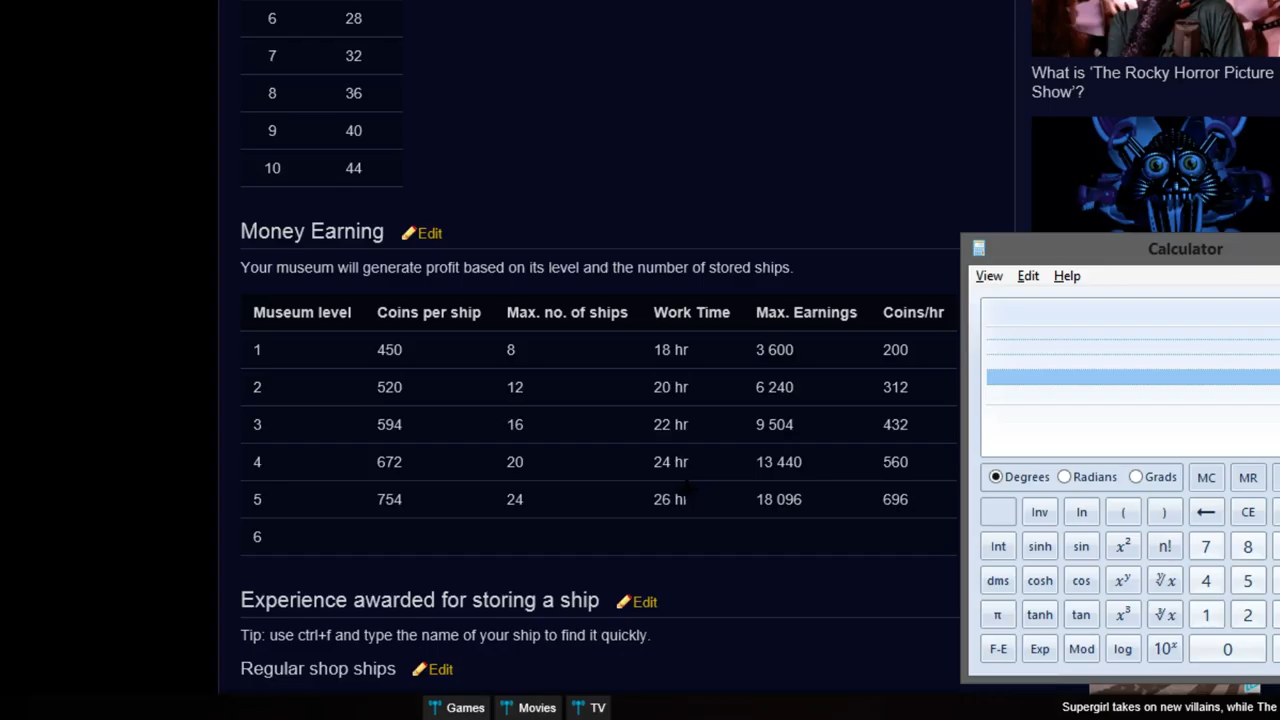 6 28
7 32
8 36
9 40
10 44
What is 'The Rocky Horror Picture
Show'?
Money Earning Edit
Your museum will generate profit based on its level and the number of stored ships.
Museum level Coins per ship Max. no. of ships Work Time Max. Earnings Coins/hr
1 450 8 18 hr 3 600 200
2 520 12 20 hr 6 240 312
3 594 16 22 hr 9 504 432
4 672 20 24 hr 13 440 560
5 754 24 26 hr 18 096 696
6
Experience awarded for storing a ship Edit
Tip: use ctrl+f and type the name of your ship to find it quickly.
Regular shop ships Edit
Calculator
View Edit Help
Degrees Radians Grads MC MR
Inv ln ( ) ← CE
Int sinh sin x² n! 7 8
dms cosh cos xʸ ʸ√x 4 5
π tanh tan x³ ³√x 1 2
F-E Exp Mod log 10ˣ 0
Games Movies TV
Supergirl takes on new villains, while The